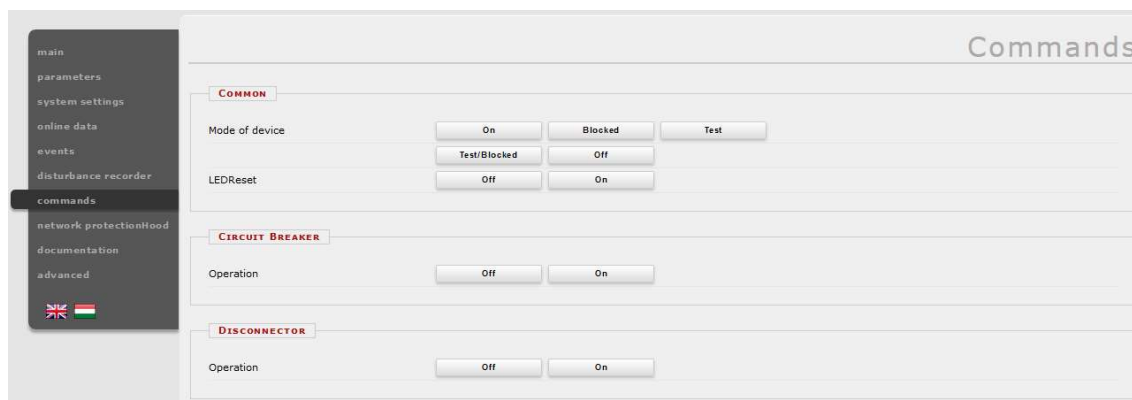 Commands
main
parameters
system settings
online data
events
disturbance recorder
commands
network protectionHood
documentation
advanced
COMMON
Mode of device On Blocked Test
Test/Blocked Off
LEDReset Off On
CIRCUIT BREAKER
Operation Off On
DISCONNECTOR
Operation Off On